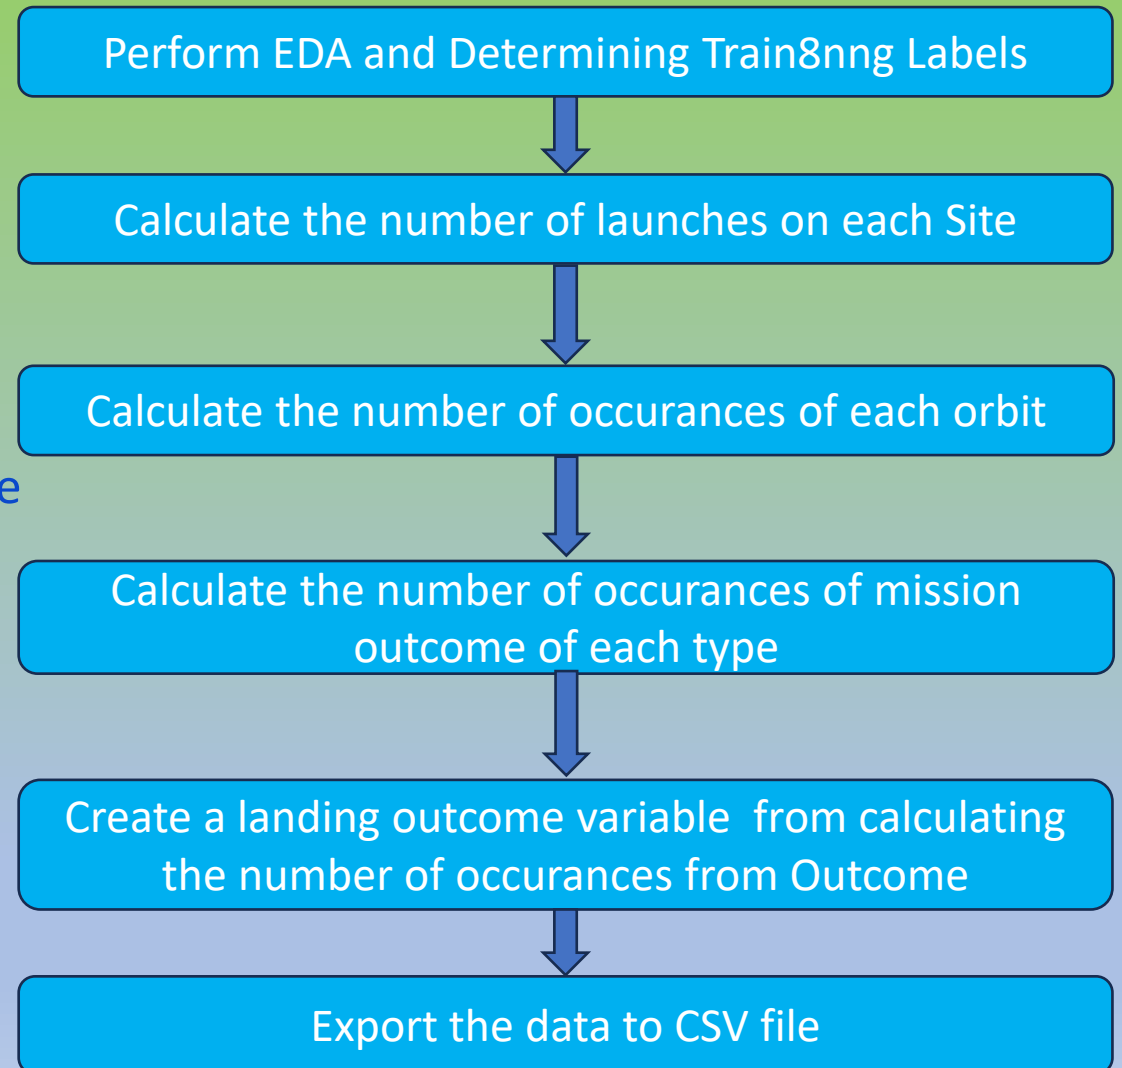 Perform EDA and Determining Train8nng Labels
Calculate the number of launches on each Site
Calculate the number of occurances of each orbit
e
Calculate the number of occurances of mission
outcome of each type
Create a landing outcome variable  from calculating
the number of occurances from Outcome
Export the data to CSV file